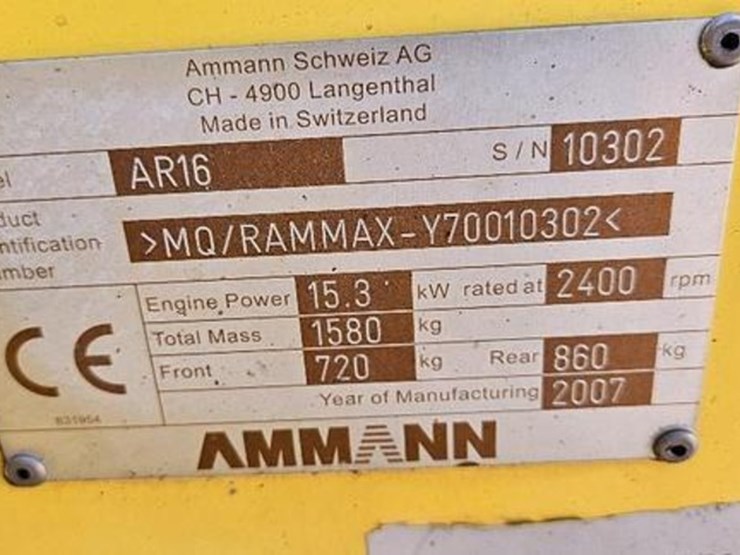 Ammann Schweiz AG
CH - 4900 Langenthal
Made in Switzerland
AR16 S / N 10302
>MQ/RAMMAX-Y70010302<
Engine Power 15.3 kW rated at 2400 rpm
Total Mass 1580 kg
Front 720 kg Rear 860 kg
Year of Manufacturing 2007
CE
831954
AMMANN